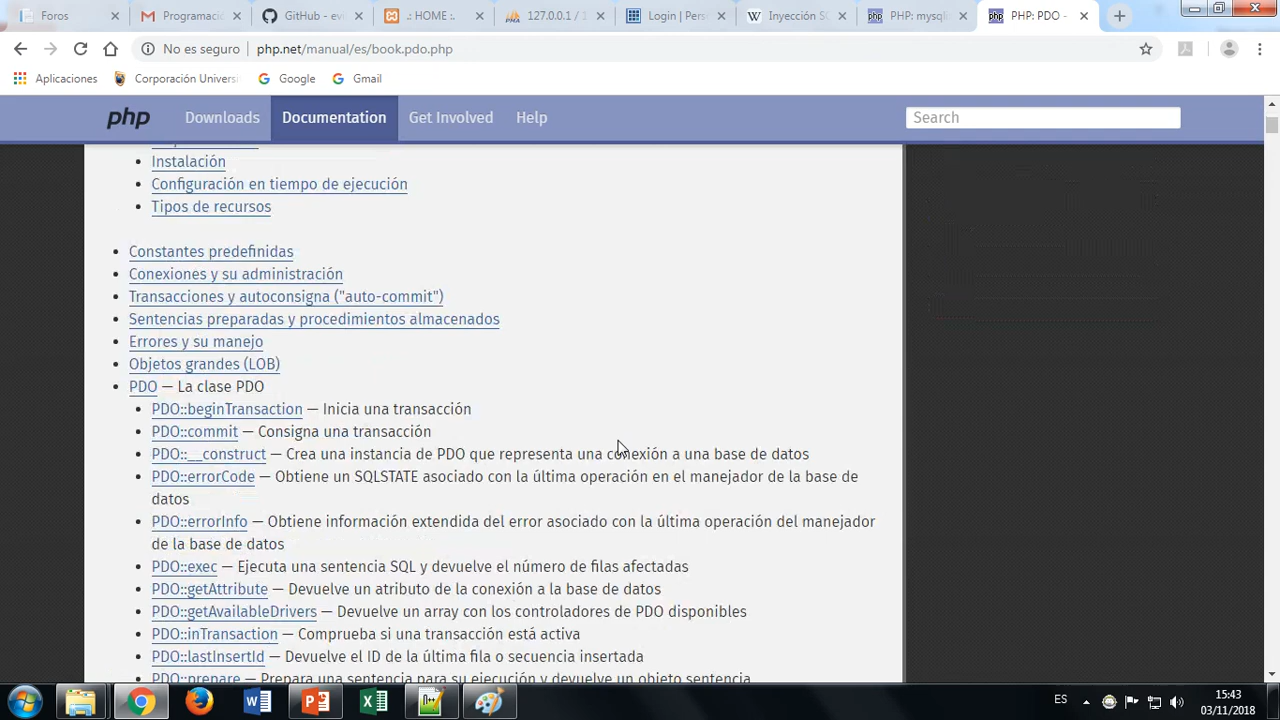 Foros
Programació
GitHub - evi
.: HOME :.
127.0.0.1 / 1
Login | Pers
Inyección SQ
PHP: mysqli
PHP: PDO -
No es seguro
php.net/manual/es/book.pdo.php
Aplicaciones
Corporación Universi
Google
Gmail
php
Downloads
Documentation
Get Involved
Help
Search
Instalación
Configuración en tiempo de ejecución
Tipos de recursos
Constantes predefinidas
Conexiones y su administración
Transacciones y autoconsigna ("auto-commit")
Sentencias preparadas y procedimientos almacenados
Errores y su manejo
Objetos grandes (LOB)
PDO — La clase PDO
PDO::beginTransaction — Inicia una transacción
PDO::commit — Consigna una transacción
PDO::__construct — Crea una instancia de PDO que representa una conexión a una base de datos
PDO::errorCode — Obtiene un SQLSTATE asociado con la última operación en el manejador de la base de
datos
PDO::errorInfo — Obtiene información extendida del error asociado con la última operación del manejador
de la base de datos
PDO::exec — Ejecuta una sentencia SQL y devuelve el número de filas afectadas
PDO::getAttribute — Devuelve un atributo de la conexión a la base de datos
PDO::getAvailableDrivers — Devuelve un array con los controladores de PDO disponibles
PDO::inTransaction — Comprueba si una transacción está activa
PDO::lastInsertId — Devuelve el ID de la última fila o secuencia insertada
PDO::prepare — Prepara una sentencia para su ejecución y devuelve un objeto sentencia
ES
15:43
03/11/2018